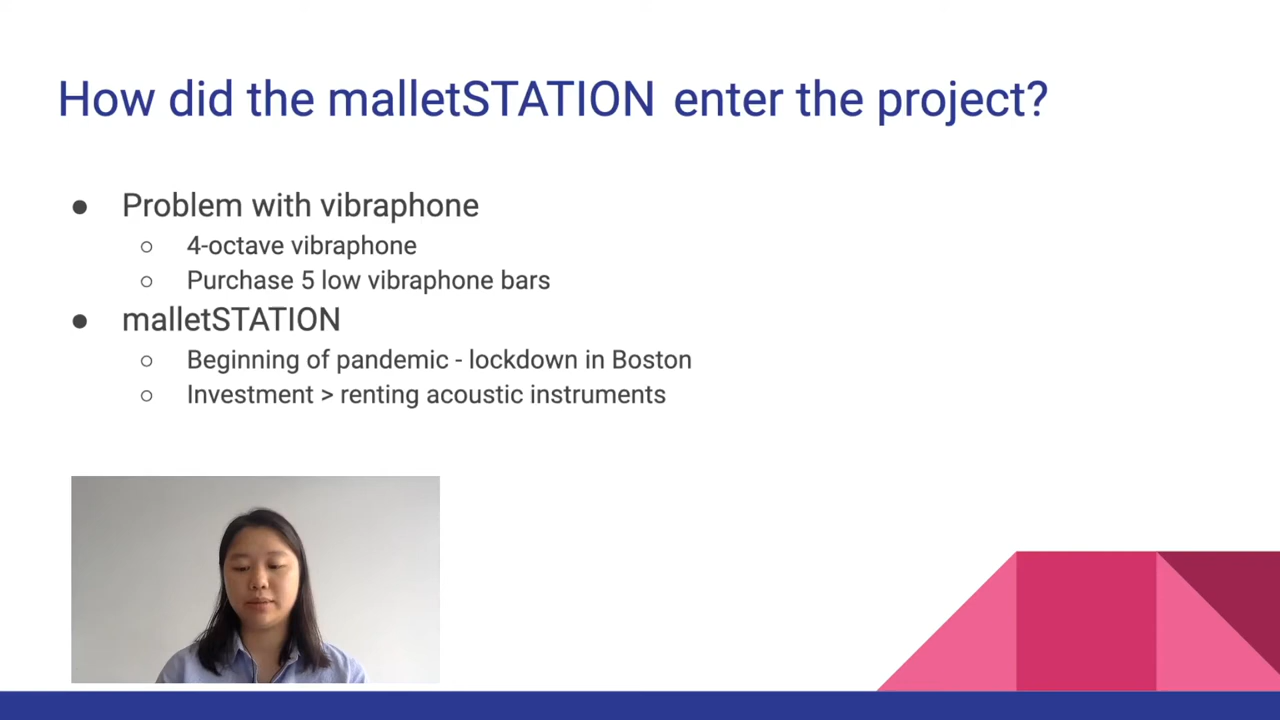 How did the malletSTATION enter the project?
● Problem with vibraphone
○ 4-octave vibraphone
○ Purchase 5 low vibraphone bars
● malletSTATION
○ Beginning of pandemic - lockdown in Boston
○ Investment > renting acoustic instruments